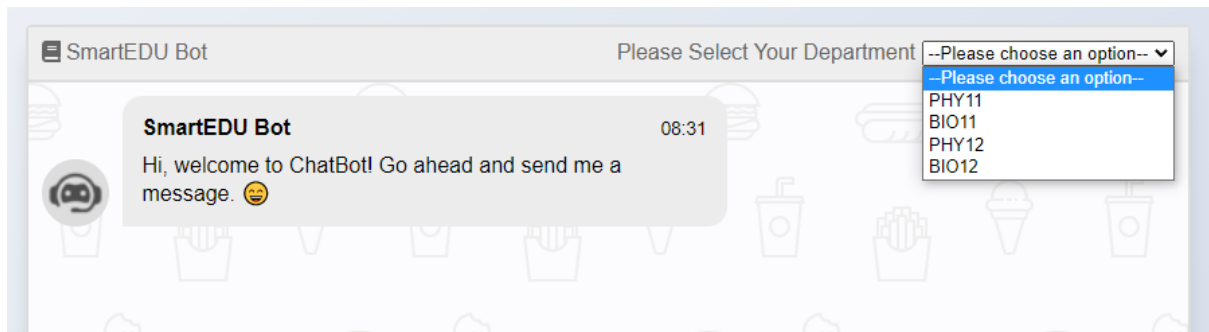 SmartEDU Bot
Please Select Your Department --Please choose an option--
--Please choose an option--
PHY11
BIO11
PHY12
BIO12
SmartEDU Bot 08:31
Hi, welcome to ChatBot! Go ahead and send me a
message. 😄